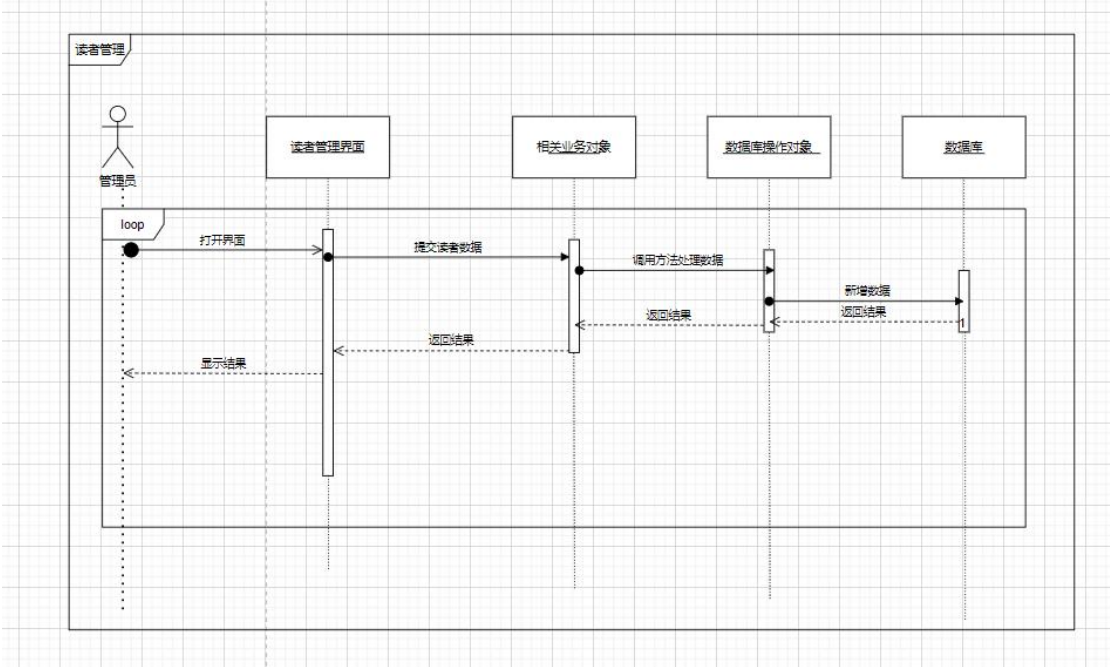 读者管理
读者管理界面
相关业务对象
数据库操作对象
数据库
管理员
loop
打开界面
提交读者数据
调用方法处理数据
新增数据
返回结果
返回结果
1
返回结果
显示结果